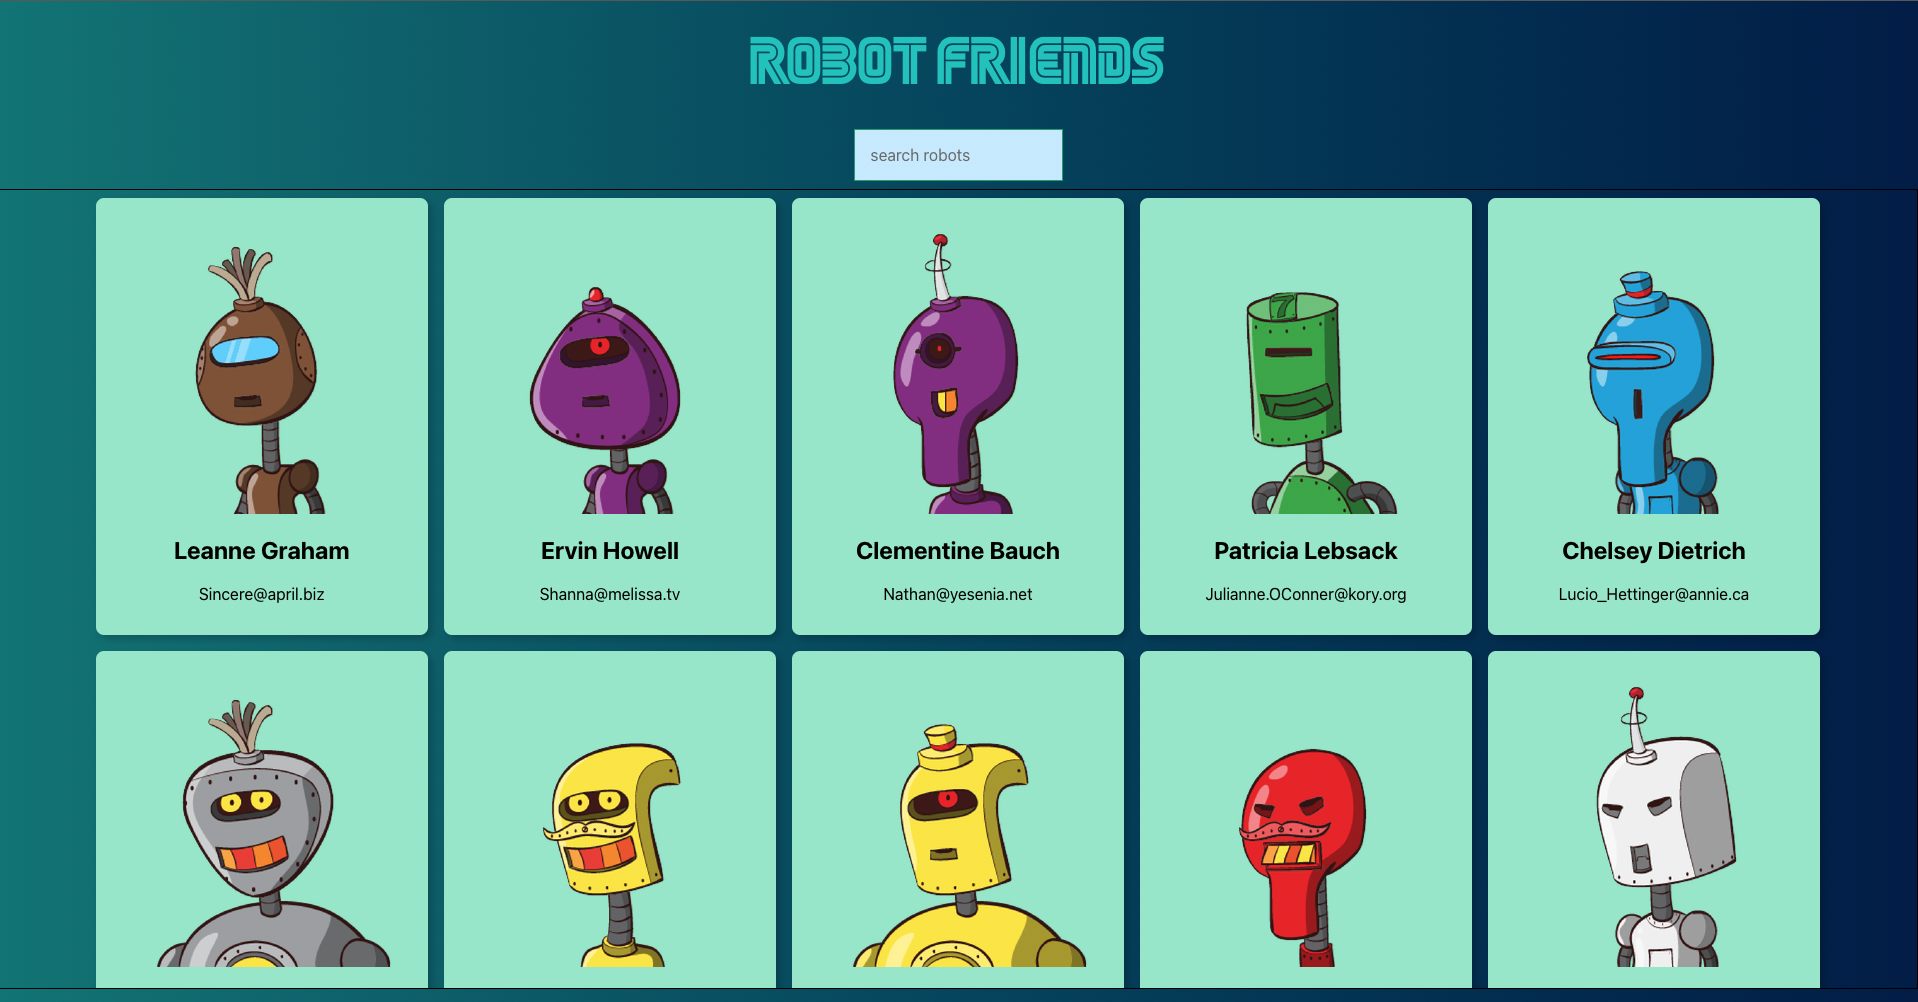 ROBOT FRIENDS
search robots
7
Leanne Graham
Ervin Howell
Clementine Bauch
Patricia Lebsack
Chelsey Dietrich
Sincere@april.biz
Shanna@melissa.tv
Nathan@yesenia.net
Julianne.OConner@kory.org
Lucio_Hettinger@annie.ca